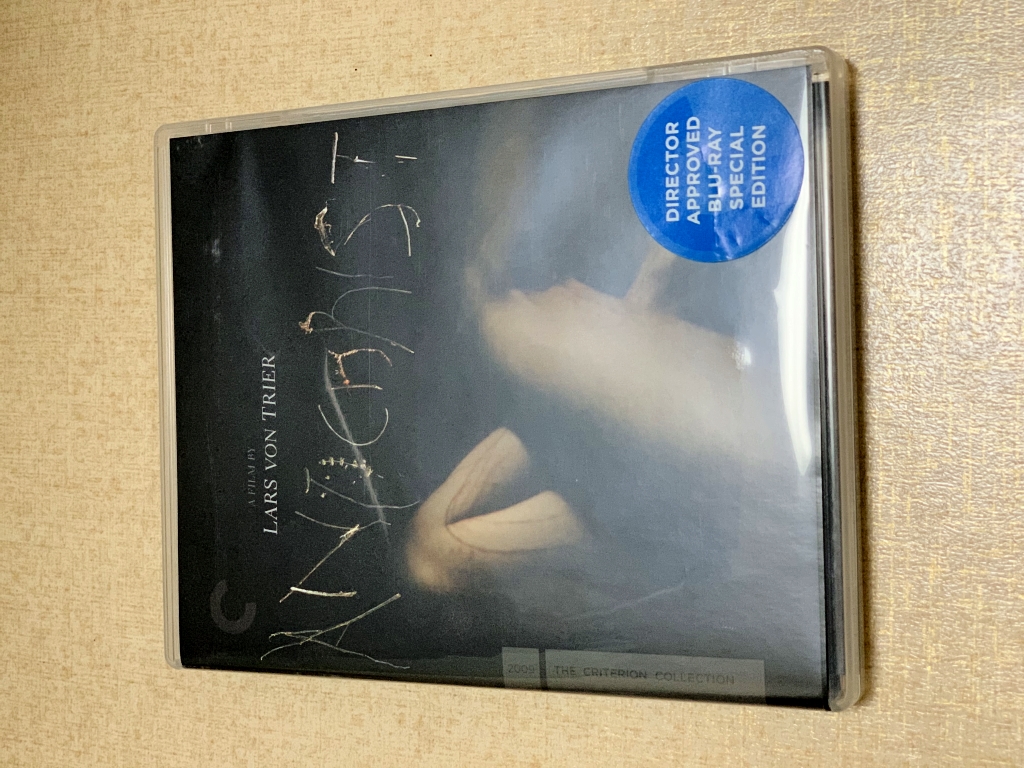 A FILM BY
LARS VON TRIER
ANTICHRIST
DIRECTOR
APPROVED
BLU-RAY
SPECIAL
EDITION
2009 THE CRITERION COLLECTION